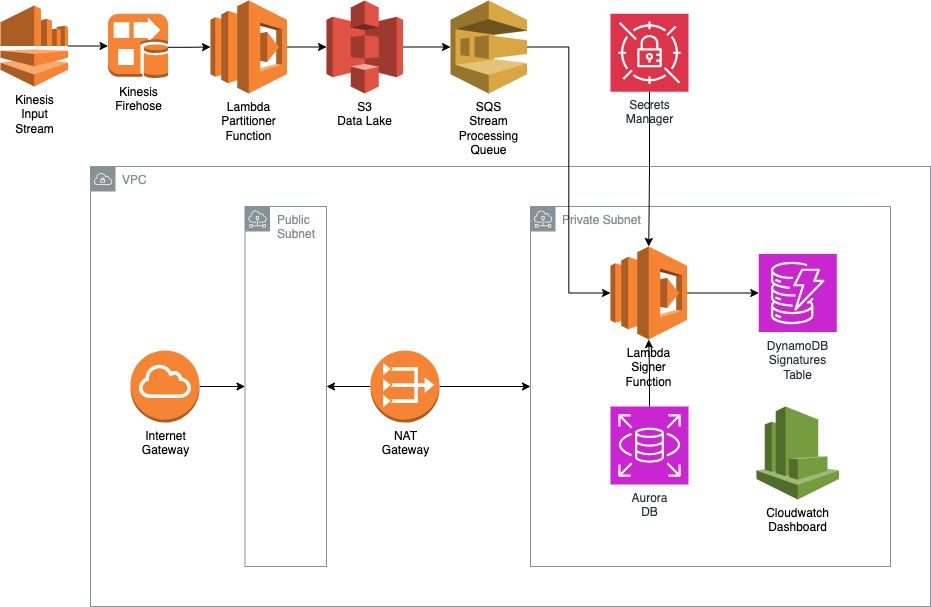 Kinesis
Input
Stream
Kinesis
Firehose
Lambda
Partitioner
Function
S3
Data Lake
SQS
Stream
Processing
Queue
Secrets
Manager
VPC
Public
Subnet
Private Subnet
Lambda
Signer
Function
DynamoDB
Signatures
Table
Internet
Gateway
NAT
Gateway
Aurora
DB
Cloudwatch
Dashboard